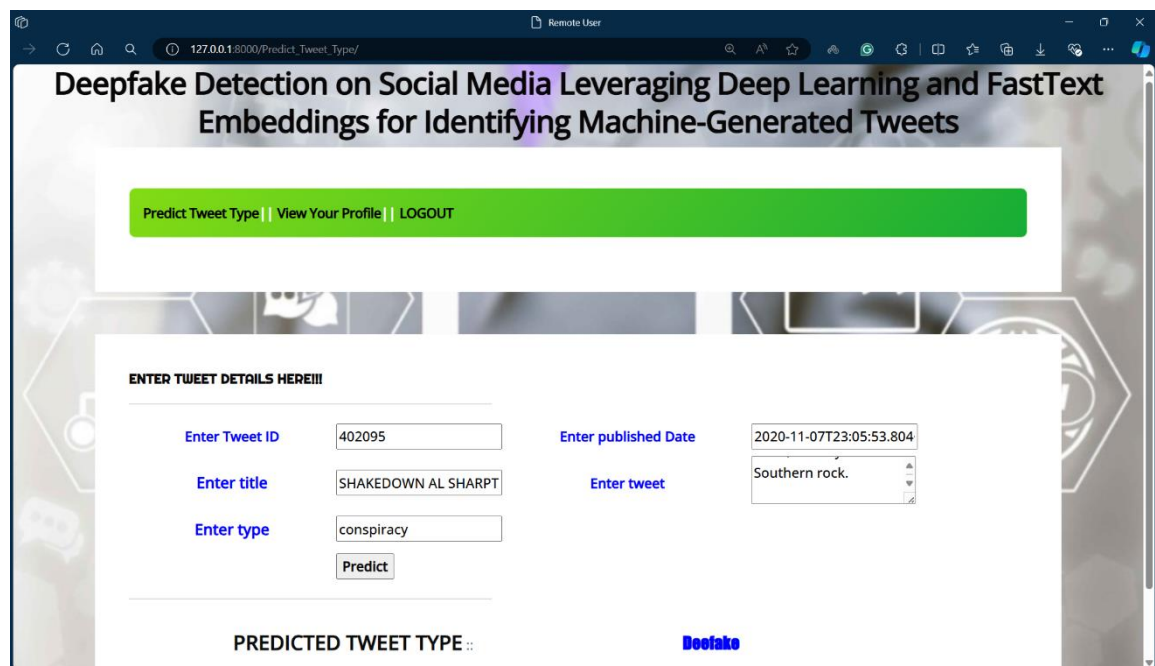 Remote User
127.0.0.1:8000/Predict_Tweet_Type/
Deepfake Detection on Social Media Leveraging Deep Learning and FastText
Embeddings for Identifying Machine-Generated Tweets
Predict Tweet Type || View Your Profile || LOGOUT
ENTER TWEET DETAILS HERE!!!
Enter Tweet ID 402095 Enter published Date 2020-11-07T23:05:53.804
Enter title SHAKEDOWN AL SHARPT Enter tweet Southern rock.
Enter type conspiracy
Predict
PREDICTED TWEET TYPE :: Deefake